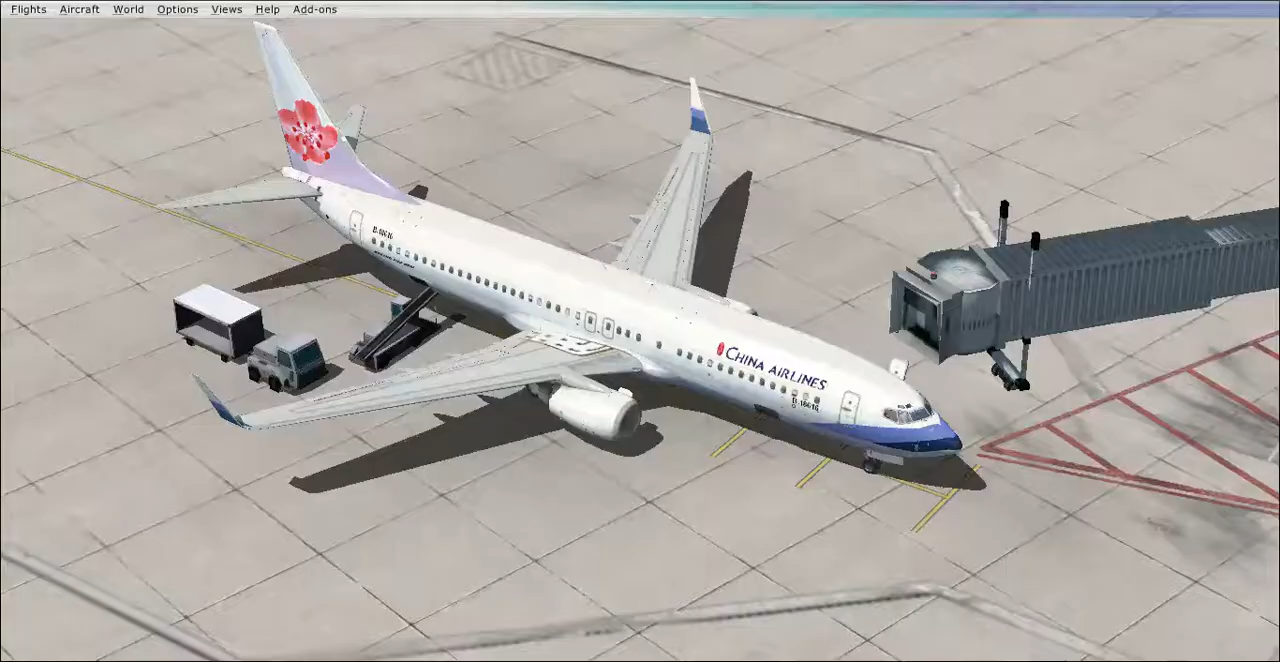 Flights Aircraft World Options Views Help Add-ons
CHINA AIRLINES
B-18616